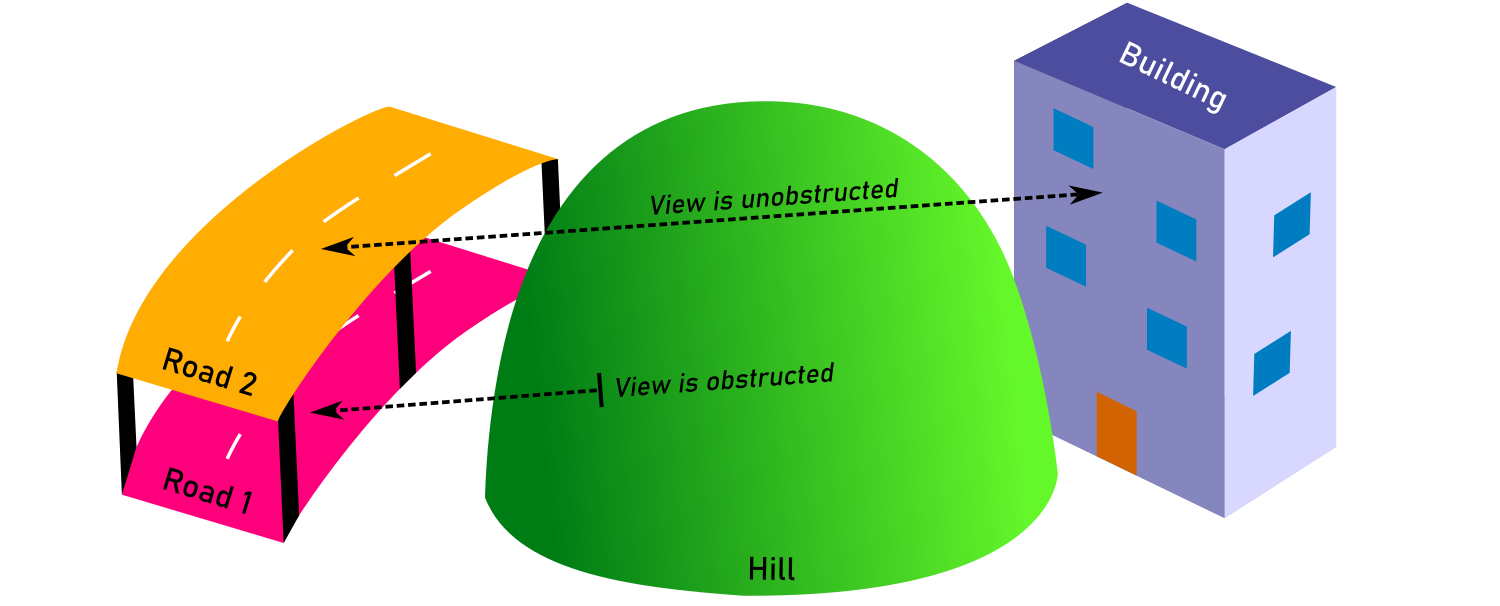 Building
View is unobstructed
Road 2
View is obstructed
Road 1
Hill